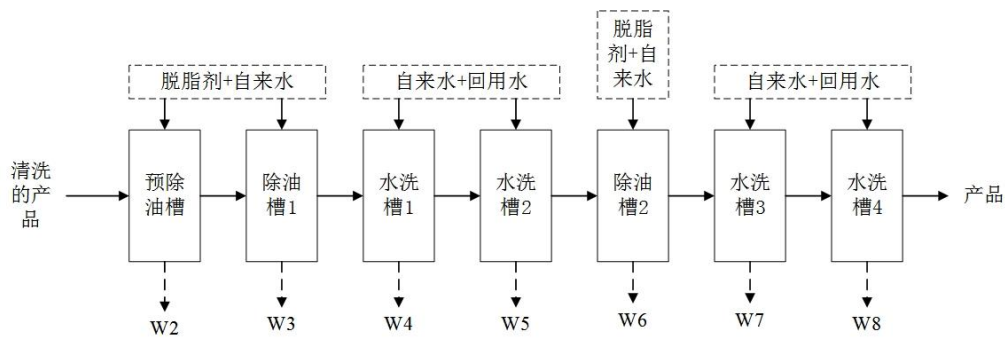 脱脂
剂+自
来水
脱脂剂+自来水
自来水+回用水
自来水+回用水
清洗
的产
品
预除
油槽
除油
槽1
水洗
槽1
水洗
槽2
除油
槽2
水洗
槽3
水洗
槽4
产品
W2
W3
W4
W5
W6
W7
W8